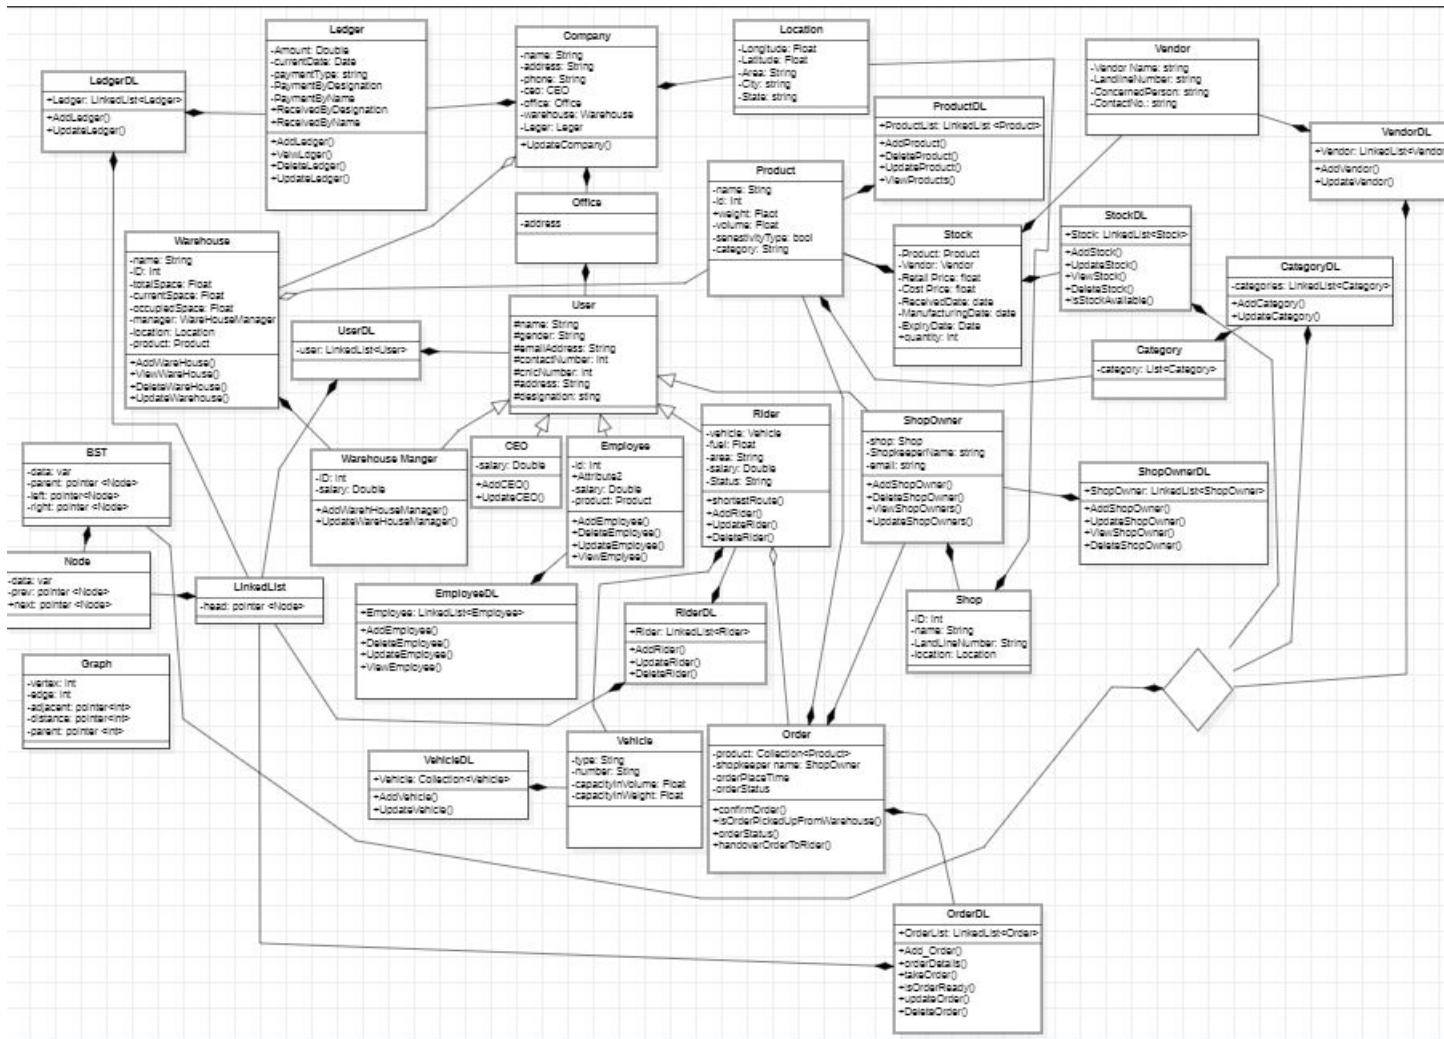 Ledger
-Amount: Double
-currentDate: Date
-paymentType: string
-PaymentByDesignation
-PaymentByName
+ReceivedByDesignation
+ReceivedByName
+AddLedger()
+VeiwLdger()
+DeleteLedger()
+UpdateLedger()
Company
-name: String
-address: String
-phone: String
-ceo: CEO
-office: Office
-warehouse: Warehouse
-Leger: Leger
+UpdateCompany()
Location
-Longitude: Float
-Latitude: Float
-Area: String
-City: string
-State: string
Vendor
-Vendor Name: string
-LandlineNumber: string
-ConcernedPerson: string
-ContactNo.: string
LedgerDL
+Ledger: LinkedList<Ledger>
+AddLedger()
+UpdateLedger()
ProductDL
+ProductList: LinkedList <Product>
+AddProduct()
+DeleteProduct()
+UpdateProduct()
+ViewProducts()
VendorDL
+Vendor: LinkedList<Vendor
+AddVendor()
+UpdateVendor()
Product
-name: Sting
-id: Int
+weight: Flaot
-volume: Float
-senestivityType: bool
-category: String
Office
-address
Stock
-Product: Product
-Vendor: Vendor
-Retail Price: float
-Cost Price: float
-ReceivedDate: date
-ManufacturingDate: date
-ExpiryDate: Date
+quantity: int
StockDL
+Stock: LinkedList<Stock>
+AddStock()
+UpdateStock()
+ViewStock()
+DeleteStock()
+isStockAvailable()
Warehouse
-name: String
-ID: int
-totalSpace: Float
-currentSpace: Float
-occupiedSpace: Float
-manager: WareHouseManager
-location: Location
-product: Product
+AddWareHouse()
+ViewWareHouse()
+DeleteWareHouse()
+UpdateWarehouse()
CategoryDL
-categories: LinkedList<Category>
+AddCategory()
+UpdateCategory()
User
#name: String
#gender: String
#emailAddress: String
#contactNumber: int
#cnicNumber: int
#address: String
#designation: sting
UserDL
-user: LinkedList<User>
Category
-category: List<Category>
Rider
-vehicle: Vehicle
-fuel: Float
-area: String
-salary: Double
-Status: String
+shortestRoute()
+AddRider()
+UpdateRider()
+DeleteRider()
ShopOwner
-shop: Shop
-ShopkeeperName: string
-email: string
+AddShopOwner()
+DeleteShopOwner()
+ViewShopOwners()
+UpdateShopOwners()
BST
-data: var
-parent: pointer <Node>
-left: pointer<Node>
-right: pointer <Node>
Warehouse Manger
-ID: Int
-salary: Double
+AddWarehHouseManager()
+UpdateWareHouseManager()
CEO
-salary: Double
+AddCEO()
+UpdateCEO()
Employee
-id: int
+Attribute2
-salary: Double
-product: Product
+AddEmployee()
+DeleteEmployee()
+UpdateEmployee()
+ViewEmplyee()
ShopOwnerDL
+ShopOwner: LinkedList<ShopOwner>
+AddShopOwner()
+UpdateShopOwner()
+ViewShopOwner()
+DeleteShopOwner()
Node
-data: var
-prev: pointer <Node>
+next: pointer <Node>
LinkedList
-head: pointer <Node>
EmployeeDL
+Employee: LinkedList<Employee>
+AddEmployee()
+DeleteEmployee()
+UpdateEmployee()
+ViewEmployee()
RiderDL
+Rider: LinkedList<Rider>
+AddRider()
+UpdateRider()
+DeleteRider()
Shop
-ID: Int
-name: String
-LandLineNumber: String
-location: Location
Graph
-vertex: int
-edge: int
-adjacent: pointer<int>
-distance: pointer<int>
-parent: pointer <int>
Vehicle
-type: Sting
-number: Sting
-capacityInVolume: Float
-capacityInWeight: Float
VehicleDL
+Vehicle: Collection<Vehicle>
+AddVehicle()
+UpdateVehicle()
Order
-product: Collection<Product>
-shopkeeper name: ShopOwner
-orderPlaceTime
-orderStatus
+confirmOrder()
+isOrderPickedUpFromWarehouse()
+orderStatus()
+handoverOrderToRider()
OrderDL
+OrderList: LinkedList<Order>
+Add_Order()
+orderDetails()
+takeOrder()
+isOrderReady()
+updateOrder()
+DeleteOrder()